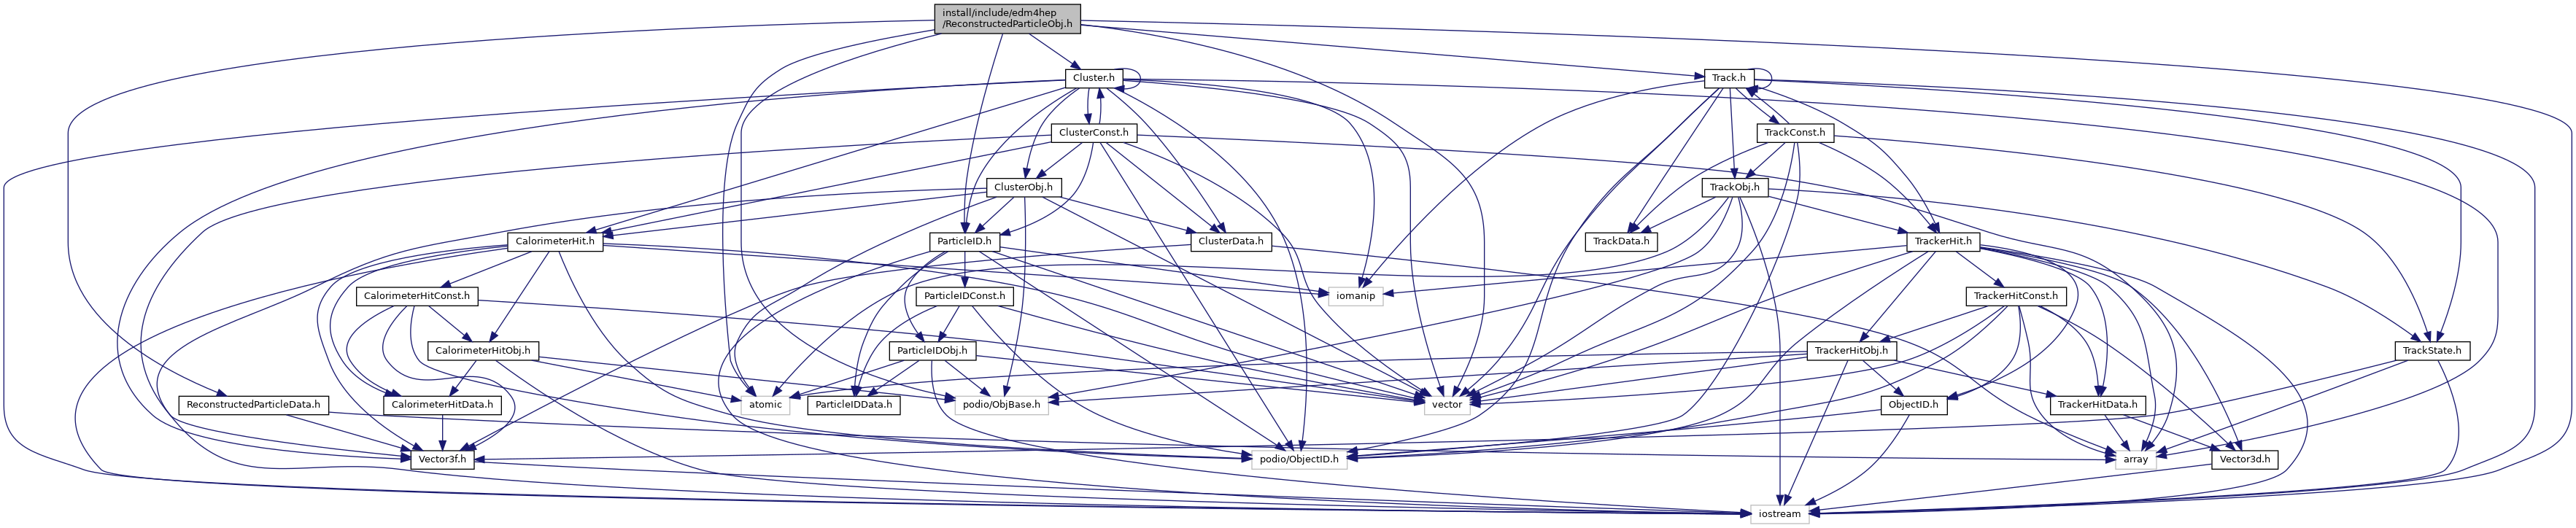 install/include/edm4hep
/ReconstructedParticleObj.h
Cluster.h
Track.h
ClusterConst.h
TrackConst.h
ClusterObj.h
TrackObj.h
CalorimeterHit.h
ParticleID.h
ClusterData.h
TrackData.h
TrackerHit.h
CalorimeterHitConst.h
ParticleIDConst.h
iomanip
TrackerHitConst.h
CalorimeterHitObj.h
ParticleIDObj.h
TrackerHitObj.h
TrackState.h
ReconstructedParticleData.h
CalorimeterHitData.h
atomic
ParticleIDData.h
podio/ObjBase.h
vector
ObjectID.h
TrackerHitData.h
Vector3f.h
podio/ObjectID.h
array
Vector3d.h
iostream